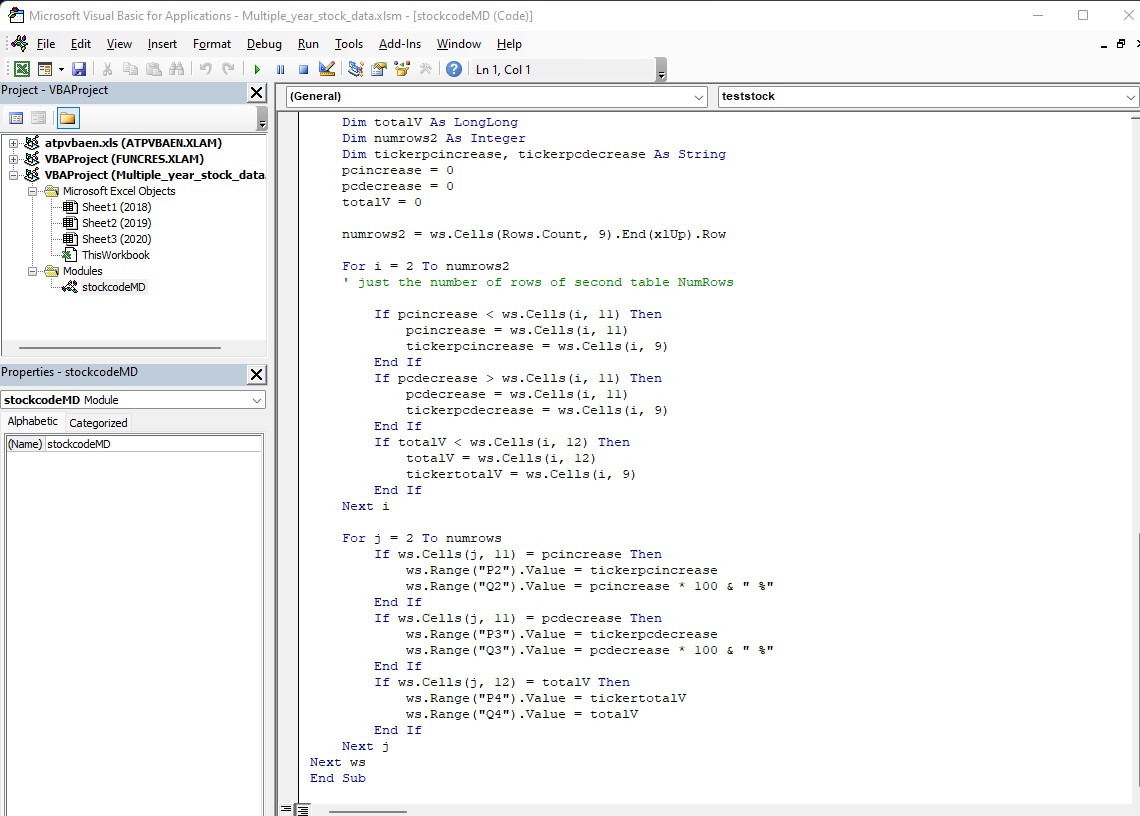 Microsoft Visual Basic for Applications - Multiple_year_stock_data.xlsm - [stockcodeMD (Code)]
File Edit View Insert Format Debug Run Tools Add-Ins Window Help
Ln 1, Col 1
Project - VBAProject
atpvbaen.xls (ATPVBAEN.XLAM)
VBAProject (FUNCRES.XLAM)
VBAProject (Multiple_year_stock_data.
Microsoft Excel Objects
Sheet1 (2018)
Sheet2 (2019)
Sheet3 (2020)
ThisWorkbook
Modules
stockcodeMD
Properties - stockcodeMD
stockcodeMD Module
Alphabetic Categorized
(Name) stockcodeMD
(General) teststock
Dim totalV As LongLong
Dim numrows2 As Integer
Dim tickerpcincrease, tickerpcdecrease As String
pcincrease = 0
pcdecrease = 0
totalV = 0
numrows2 = ws.Cells(Rows.Count, 9).End(xlUp).Row
For i = 2 To numrows2
' just the number of rows of second table NumRows
If pcincrease < ws.Cells(i, 11) Then
pcincrease = ws.Cells(i, 11)
tickerpcincrease = ws.Cells(i, 9)
End If
If pcdecrease > ws.Cells(i, 11) Then
pcdecrease = ws.Cells(i, 11)
tickerpcdecrease = ws.Cells(i, 9)
End If
If totalV < ws.Cells(i, 12) Then
totalV = ws.Cells(i, 12)
tickertotalV = ws.Cells(i, 9)
End If
Next i
For j = 2 To numrows
If ws.Cells(j, 11) = pcincrease Then
ws.Range("P2").Value = tickerpcincrease
ws.Range("Q2").Value = pcincrease * 100 & " %"
End If
If ws.Cells(j, 11) = pcdecrease Then
ws.Range("P3").Value = tickerpcdecrease
ws.Range("Q3").Value = pcdecrease * 100 & " %"
End If
If ws.Cells(j, 12) = totalV Then
ws.Range("P4").Value = tickertotalV
ws.Range("Q4").Value = totalV
End If
Next j
Next ws
End Sub